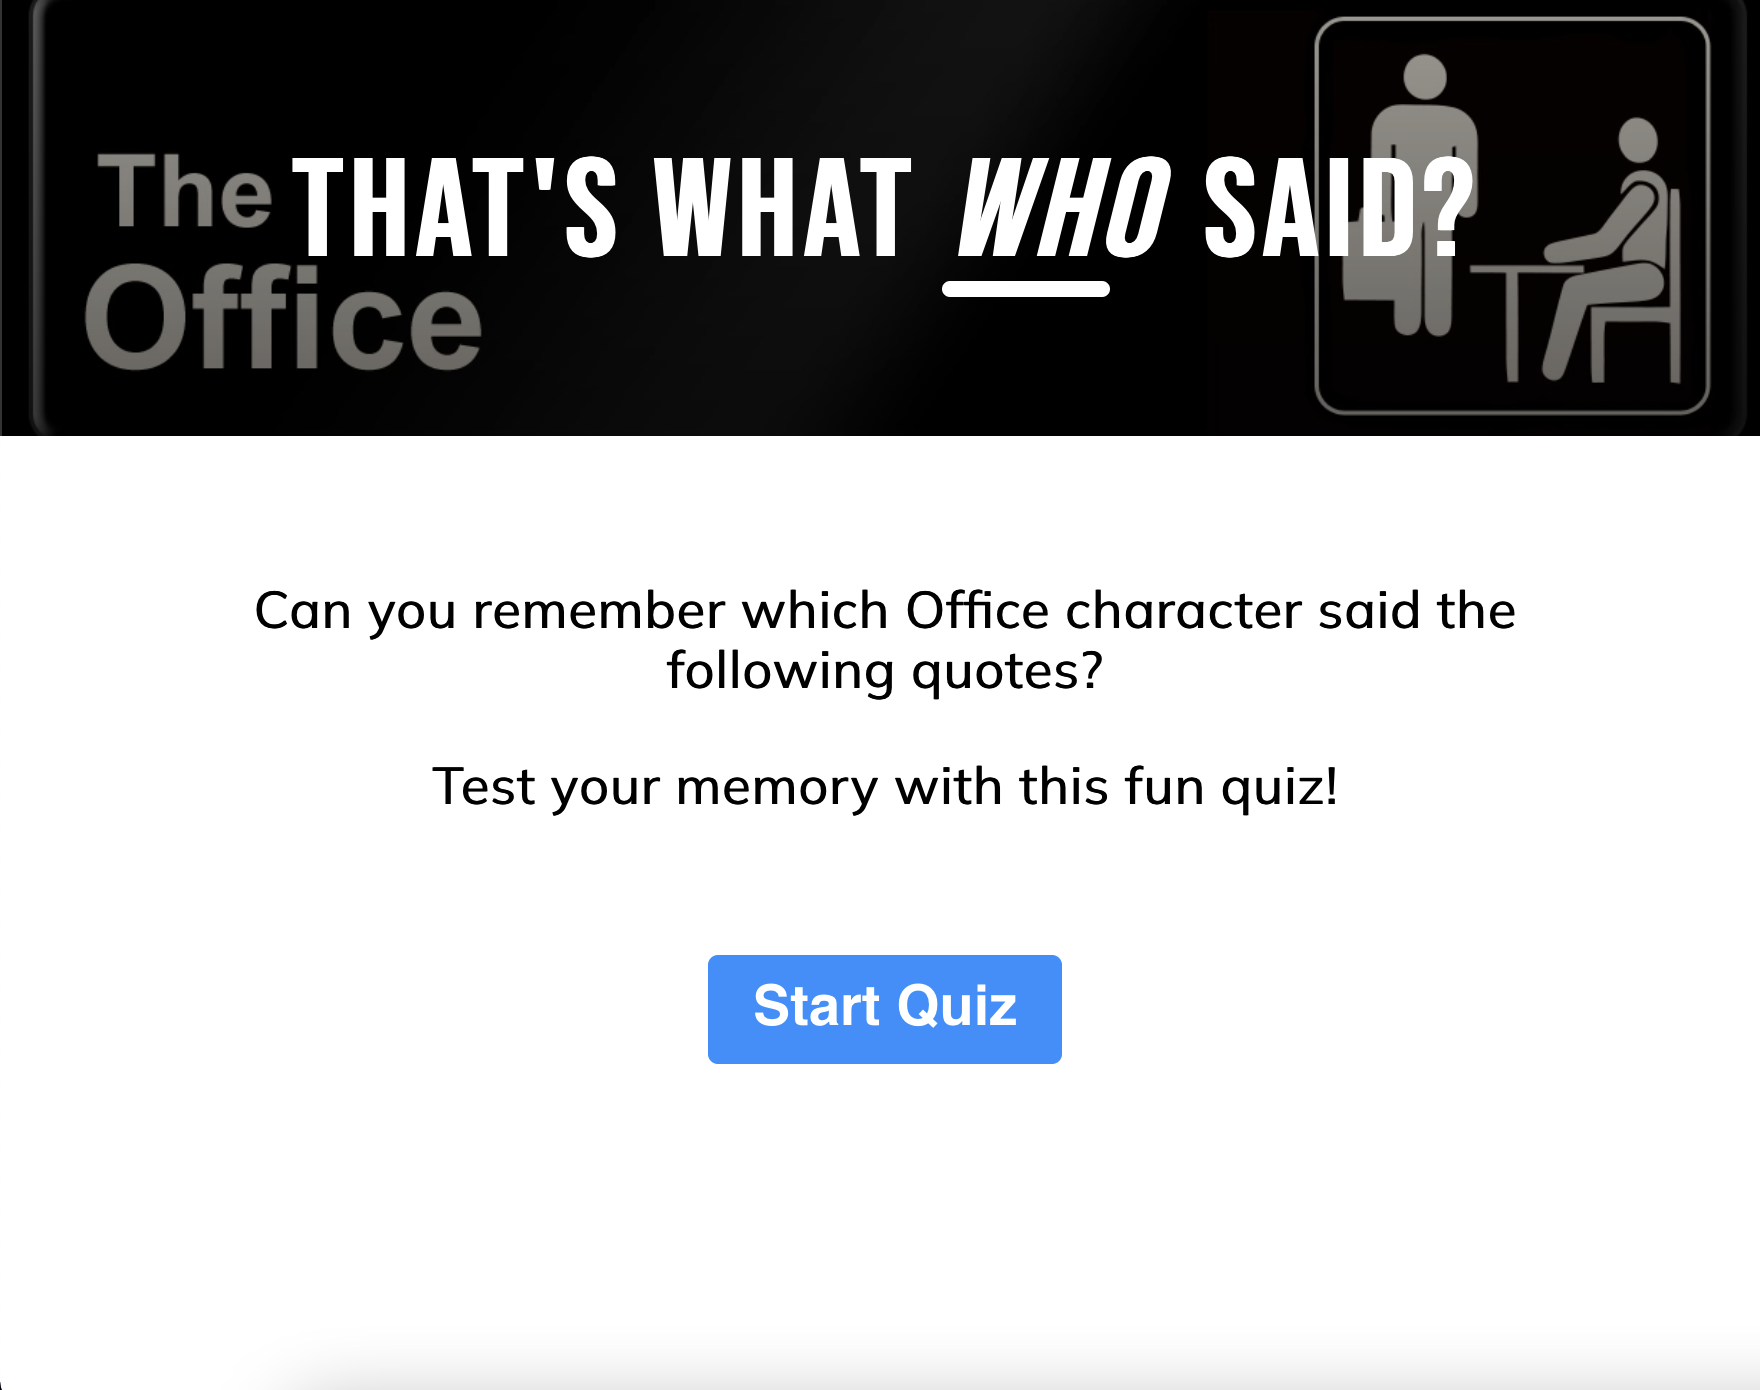 The
Office
THAT'S WHAT WHO SAID?
Can you remember which Office character said the
following quotes?
Test your memory with this fun quiz!
Start Quiz